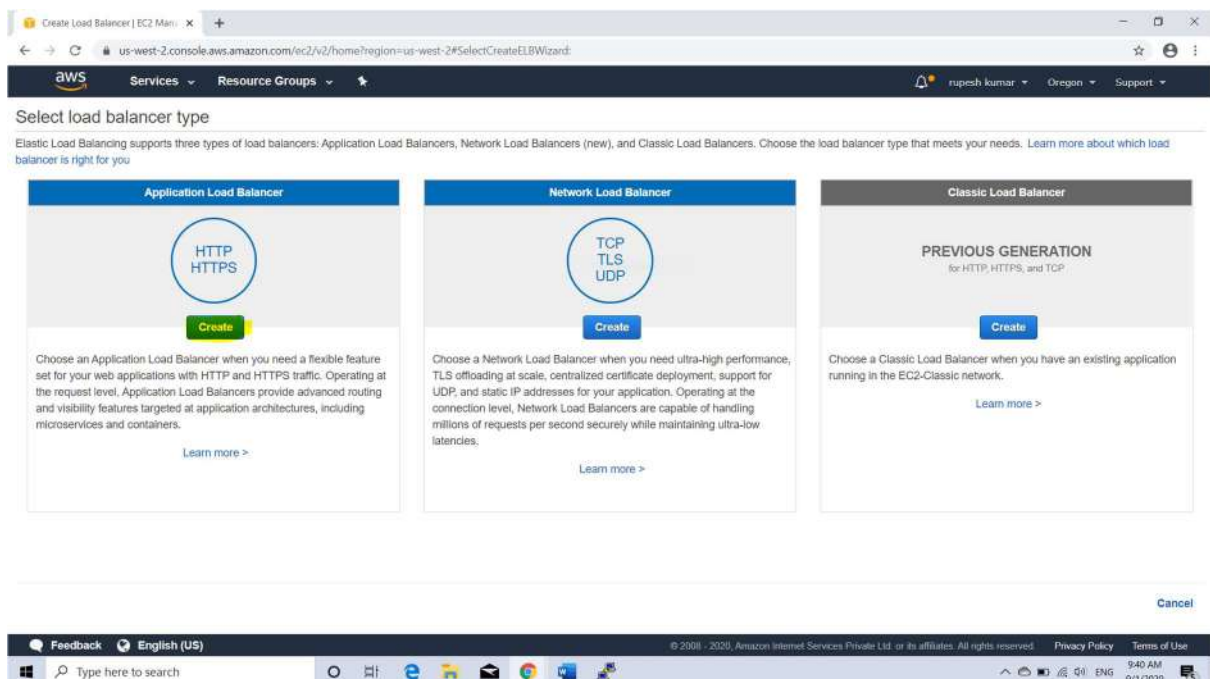 Create Load Balancer | EC2 Man
us-west-2.console.aws.amazon.com/ec2/v2/home?region=us-west-2#SelectCreateELBWizard:
aws
Services
Resource Groups
rupesh kumar
Oregon
Support
Select load balancer type
Elastic Load Balancing supports three types of load balancers: Application Load Balancers, Network Load Balancers (new), and Classic Load Balancers. Choose the load balancer type that meets your needs. Learn more about which load
balancer is right for you
Application Load Balancer
HTTP
HTTPS
Create
Choose an Application Load Balancer when you need a flexible feature
set for your web applications with HTTP and HTTPS traffic. Operating at
the request level, Application Load Balancers provide advanced routing
and visibility features targeted at application architectures, including
microservices and containers.
Learn more >
Network Load Balancer
TCP
TLS
UDP
Create
Choose a Network Load Balancer when you need ultra-high performance,
TLS offloading at scale, centralized certificate deployment, support for
UDP, and static IP addresses for your application. Operating at the
connection level, Network Load Balancers are capable of handling
millions of requests per second securely while maintaining ultra-low
latencies.
Learn more >
Classic Load Balancer
PREVIOUS GENERATION
for HTTP, HTTPS, and TCP
Create
Choose a Classic Load Balancer when you have an existing application
running in the EC2-Classic network.
Learn more >
Cancel
Feedback
English (US)
© 2008 - 2020, Amazon Internet Services Private Ltd. or its affiliates. All rights reserved.
Privacy Policy
Terms of Use
Type here to search
ENG
9:40 AM